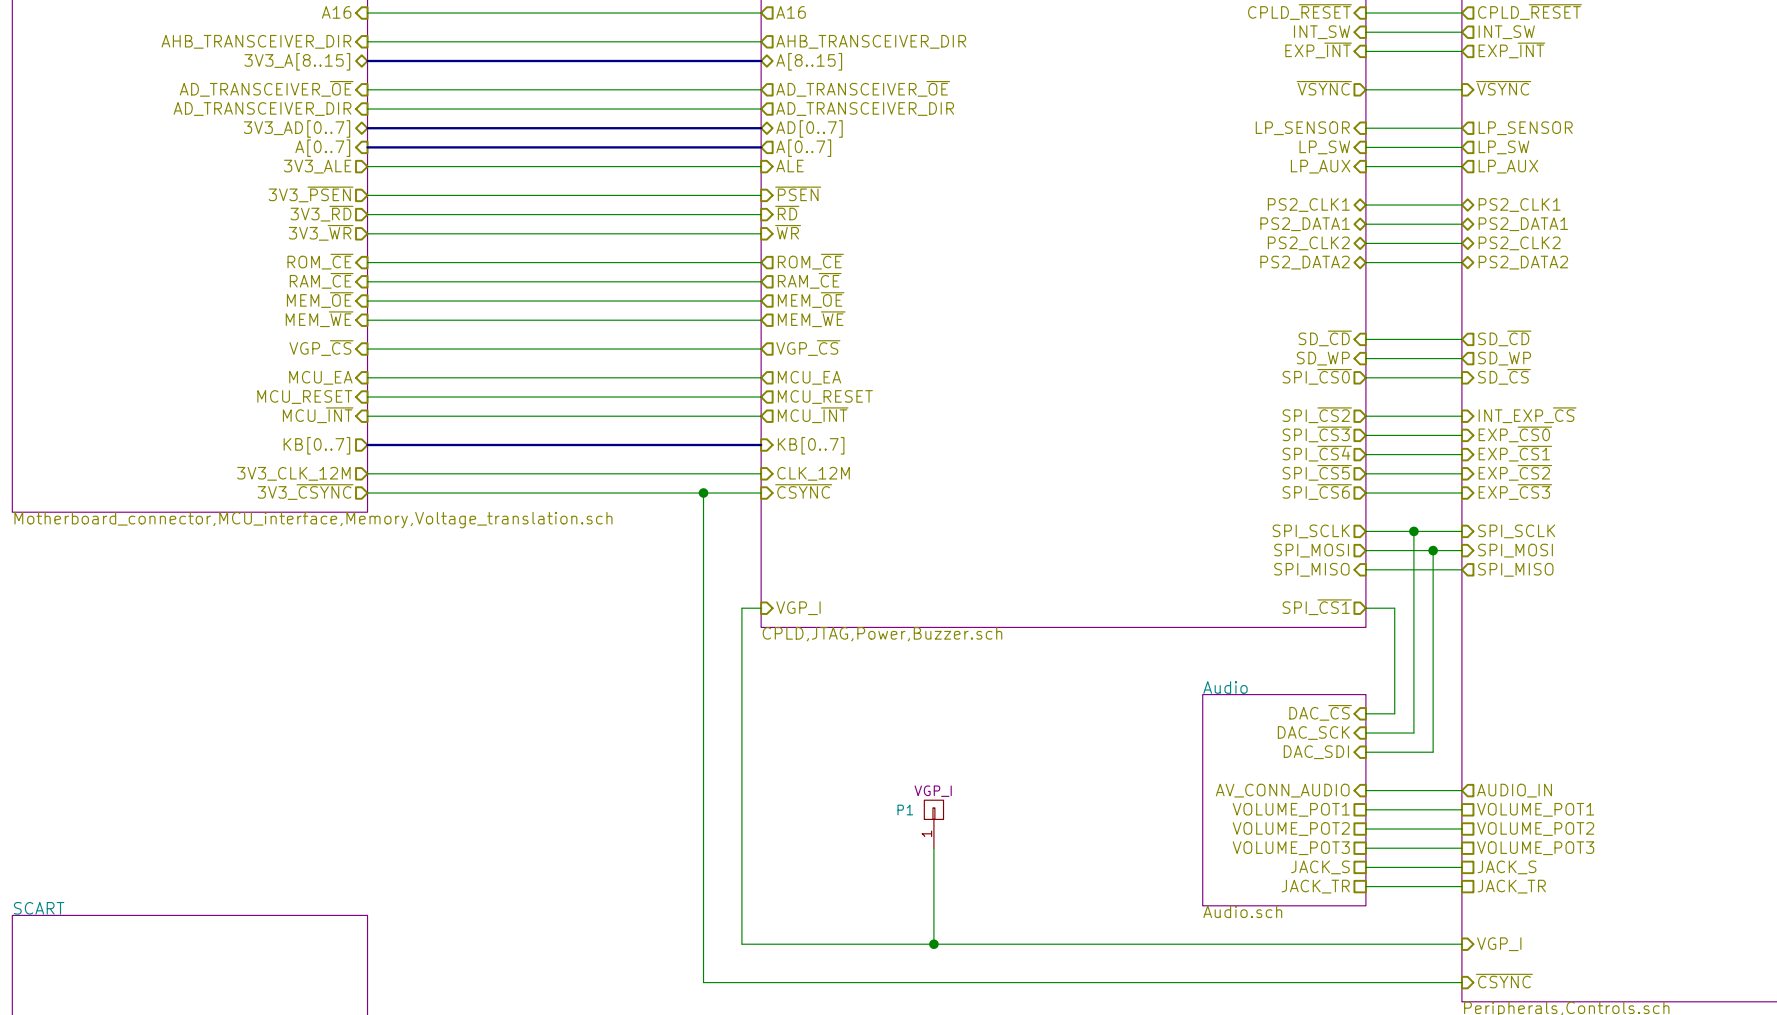 A16
AHB_TRANSCEIVER_DIR
3V3_A[8..15]
AD_TRANSCEIVER_OE
AD_TRANSCEIVER_DIR
3V3_AD[0..7]
A[0..7]
3V3_ALE
3V3_PSEN
3V3_RD
3V3_WR
ROM_CE
RAM_CE
MEM_OE
MEM_WE
VGP_CS
MCU_EA
MCU_RESET
MCU_INT
KB[0..7]
3V3_CLK_12M
3V3_CSYNC
Motherboard_connector,MCU_interface,Memory,Voltage_translation.sch
A16
AHB_TRANSCEIVER_DIR
A[8..15]
AD_TRANSCEIVER_OE
AD_TRANSCEIVER_DIR
AD[0..7]
A[0..7]
ALE
PSEN
RD
WR
ROM_CE
RAM_CE
MEM_OE
MEM_WE
VGP_CS
MCU_EA
MCU_RESET
MCU_INT
KB[0..7]
CLK_12M
CSYNC
VGP_I
CPLD,JTAG,Power,Buzzer.sch
CPLD_RESET
INT_SW
EXP_INT
VSYNC
LP_SENSOR
LP_SW
LP_AUX
PS2_CLK1
PS2_DATA1
PS2_CLK2
PS2_DATA2
SD_CD
SD_WP
SPI_CS0
SPI_CS2
SPI_CS3
SPI_CS4
SPI_CS5
SPI_CS6
SPI_SCLK
SPI_MOSI
SPI_MISO
SPI_CS1
CPLD_RESET
INT_SW
EXP_INT
VSYNC
LP_SENSOR
LP_SW
LP_AUX
PS2_CLK1
PS2_DATA1
PS2_CLK2
PS2_DATA2
SD_CD
SD_WP
SD_CS
INT_EXP_CS
EXP_CS0
EXP_CS1
EXP_CS2
EXP_CS3
SPI_SCLK
SPI_MOSI
SPI_MISO
Audio
DAC_CS
DAC_SCK
DAC_SDI
AV_CONN_AUDIO
VOLUME_POT1
VOLUME_POT2
VOLUME_POT3
JACK_S
JACK_TR
Audio.sch
AUDIO_IN
VOLUME_POT1
VOLUME_POT2
VOLUME_POT3
JACK_S
JACK_TR
VGP_I
CSYNC
Peripherals,Controls.sch
VGP_I
P1
1
SCART